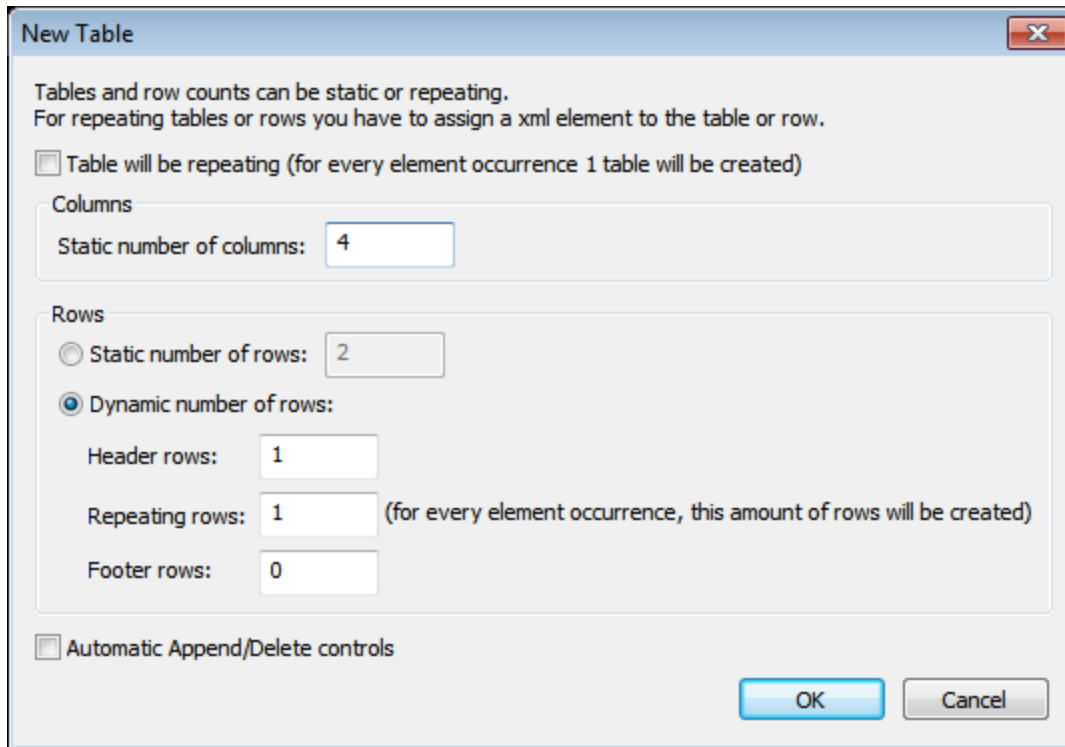 New Table
Tables and row counts can be static or repeating.
For repeating tables or rows you have to assign a xml element to the table or row.
Table will be repeating (for every element occurrence 1 table will be created)
Columns
Static number of columns: 4
Rows
Static number of rows: 2
Dynamic number of rows:
Header rows: 1
Repeating rows: 1 (for every element occurrence, this amount of rows will be created)
Footer rows: 0
Automatic Append/Delete controls
OK Cancel